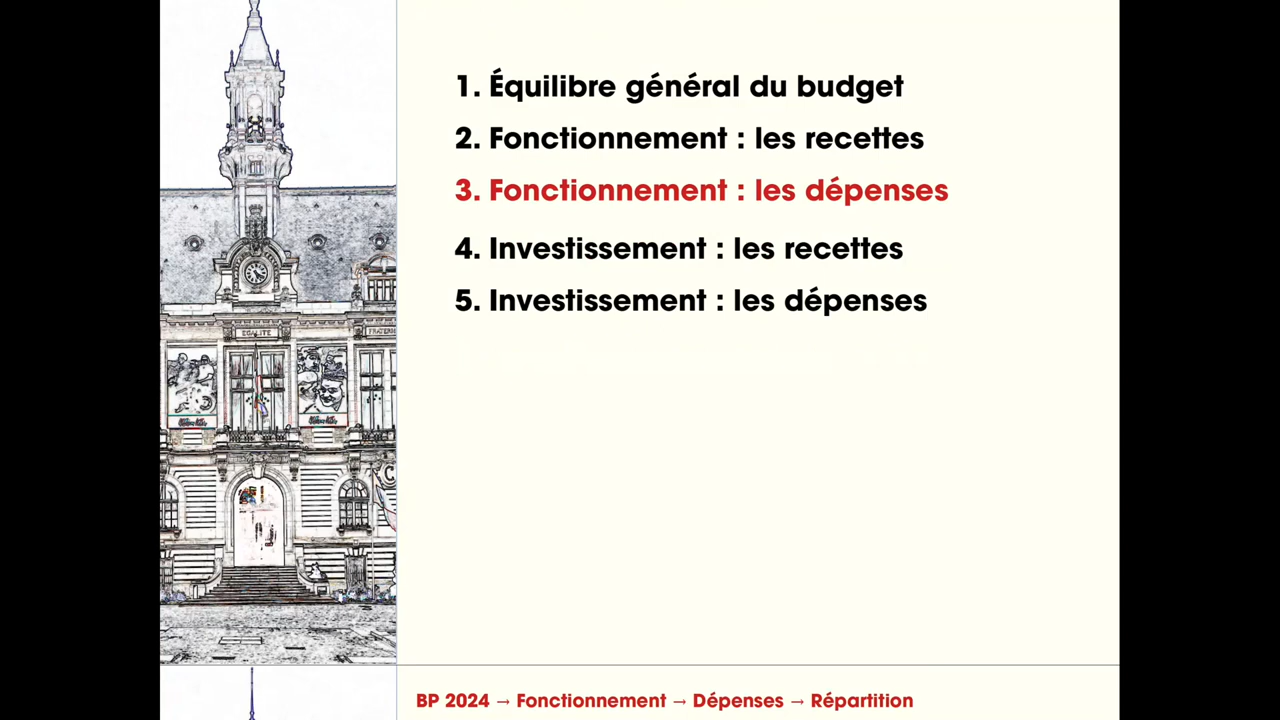 1. Équilibre général du budget
2. Fonctionnement : les recettes
3. Fonctionnement : les dépenses
4. Investissement : les recettes
5. Investissement : les dépenses
EGALITE
BP 2024 → Fonctionnement → Dépenses → Répartition